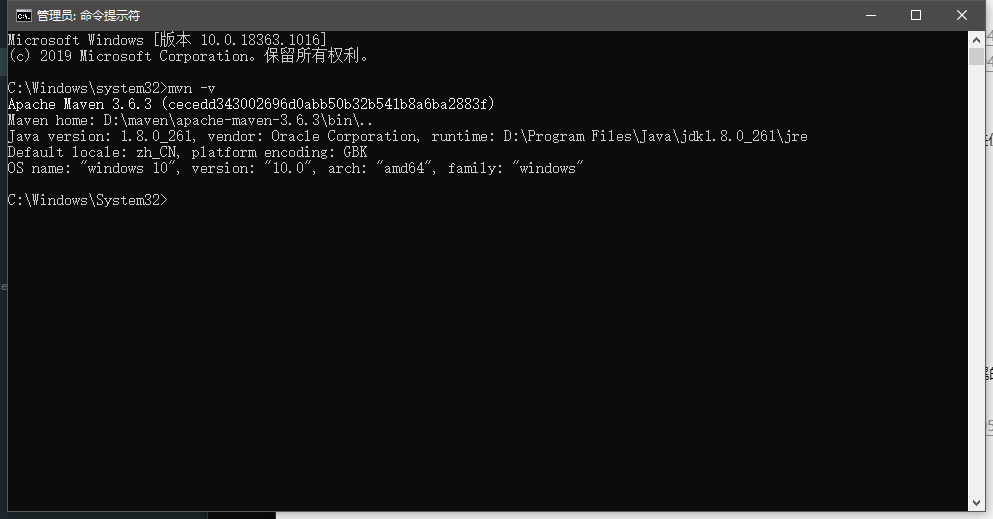 管理员: 命令提示符
Microsoft Windows [版本 10.0.18363.1016]
(c) 2019 Microsoft Corporation。保留所有权利。
C:\Windows\system32>mvn -v
Apache Maven 3.6.3 (cecedd343002696d0abb50b32b541b8a6ba2883f)
Maven home: D:\maven\apache-maven-3.6.3\bin\..
Java version: 1.8.0_261, vendor: Oracle Corporation, runtime: D:\Program Files\Java\jdk1.8.0_261\jre
Default locale: zh_CN, platform encoding: GBK
OS name: "windows 10", version: "10.0", arch: "amd64", family: "windows"
C:\Windows\System32>